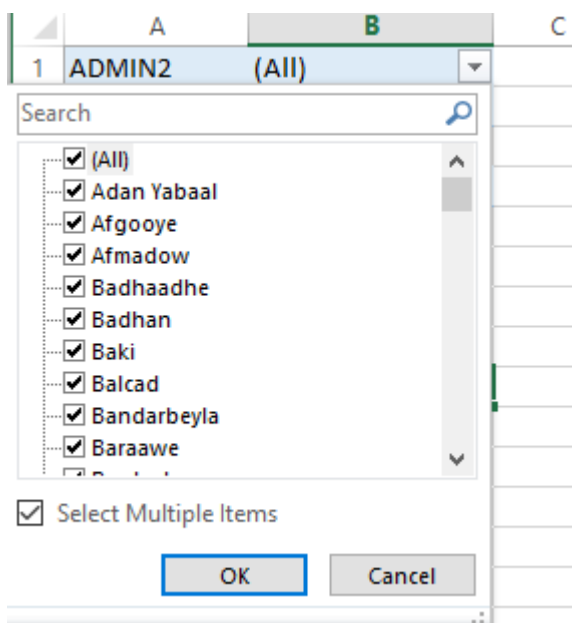 A B C
1 ADMIN2 (All)
Search
(All)
Adan Yabaal
Afgooye
Afmadow
Badhaadhe
Badhan
Baki
Balcad
Bandarbeyla
Baraawe
Select Multiple Items
OK Cancel